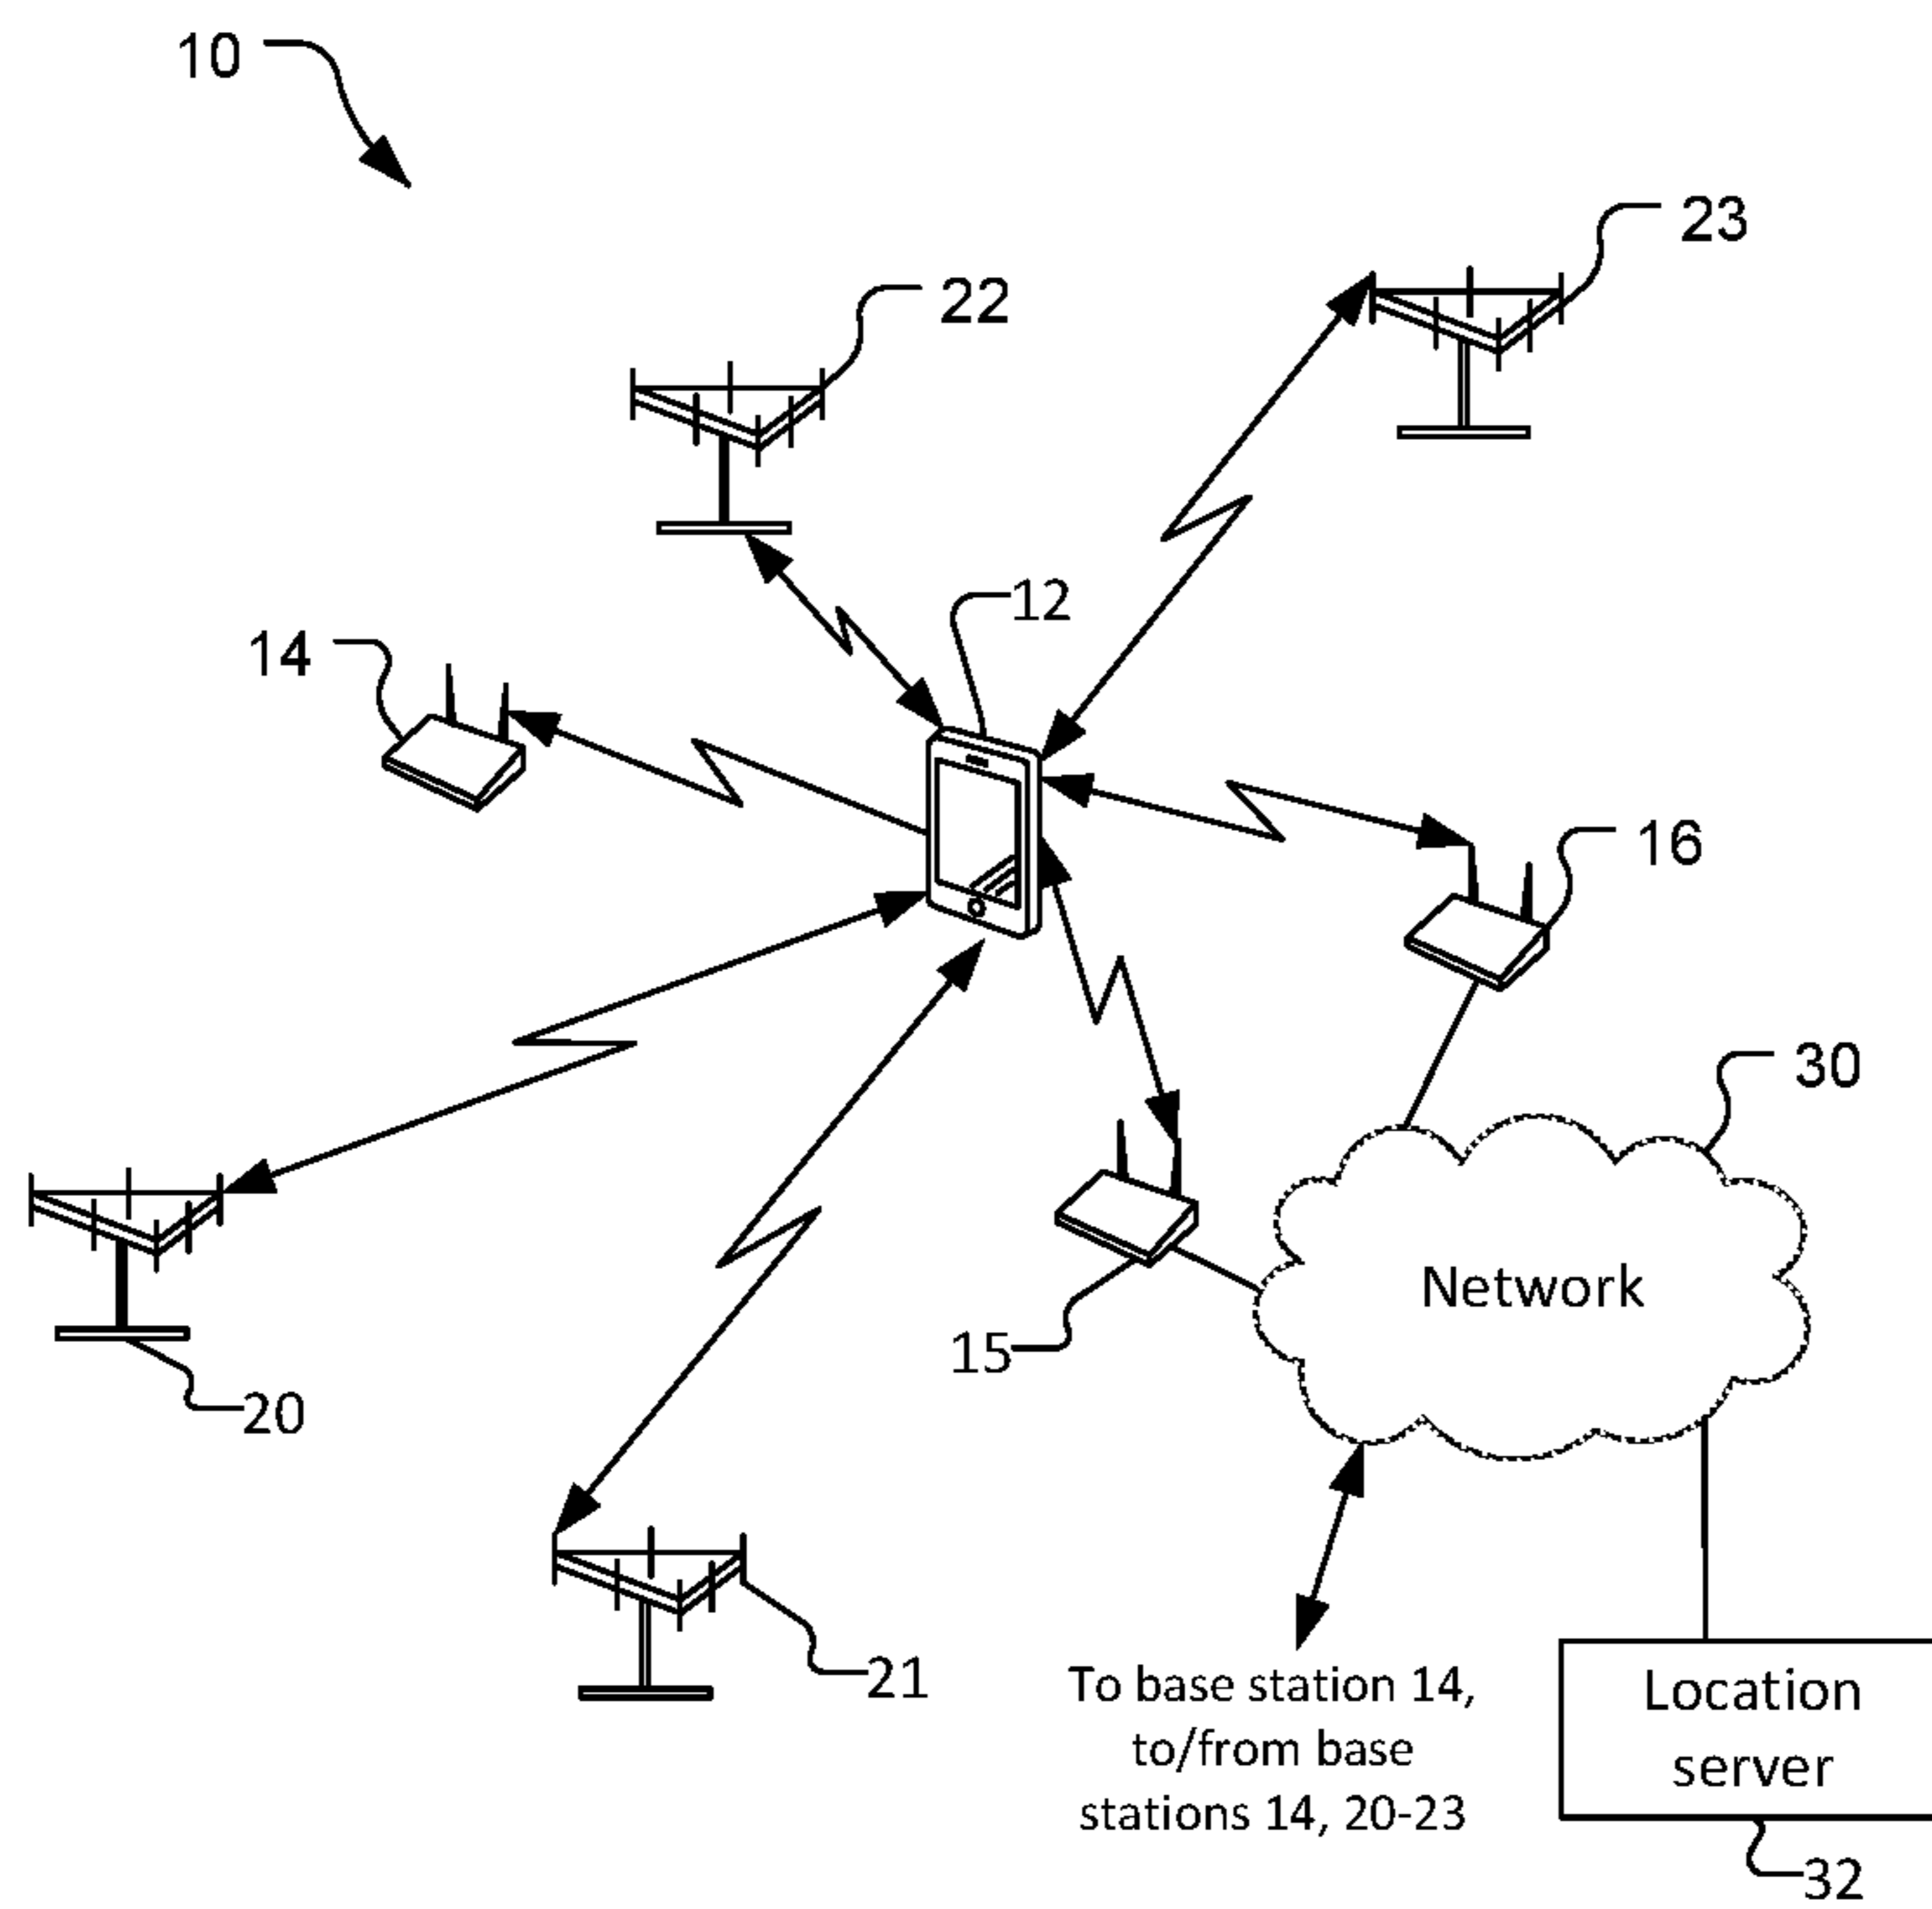 10
23
22
12
14
16
30
Network
15
20
21
To base station 14,
to/from base
stations 14, 20-23
Location
server
32